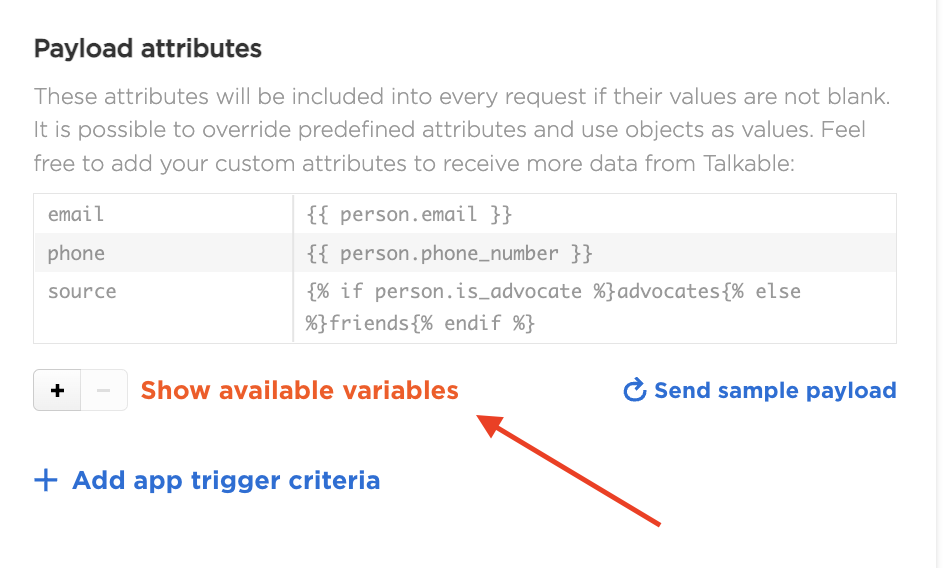 Payload attributes
These attributes will be included into every request if their values are not blank.
It is possible to override predefined attributes and use objects as values. Feel
free to add your custom attributes to receive more data from Talkable:
email {{ person.email }}
phone {{ person.phone_number }}
source {% if person.is_advocate %}advocates{% else
%}friends{% endif %}
+ − Show available variables Send sample payload
+ Add app trigger criteria